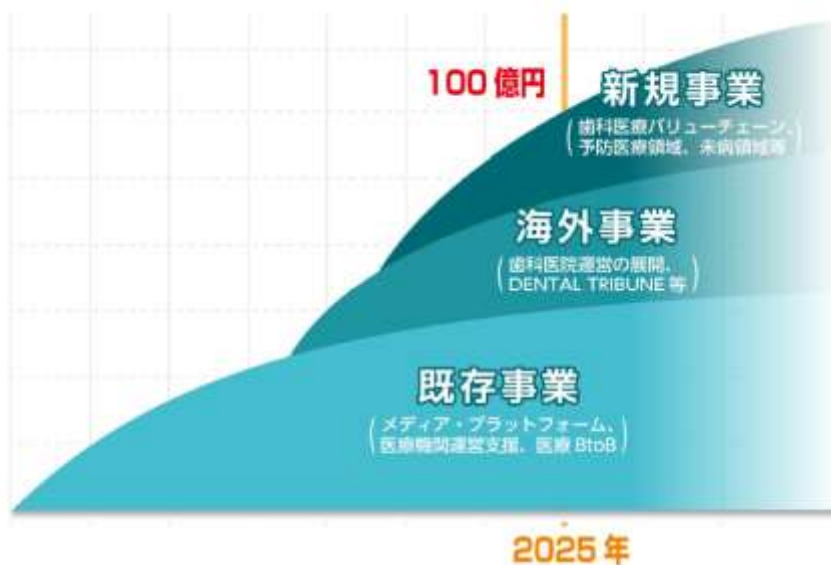 100億円
新規事業
(歯科医療バリューチェーン、
予防医療領域、未病領域等)
海外事業
(歯科医院運営の展開、
DENTAL TRIBUNE 等)
既存事業
(メディア・プラットフォーム、
医療機関運営支援、医療 BtoB)
2025 年